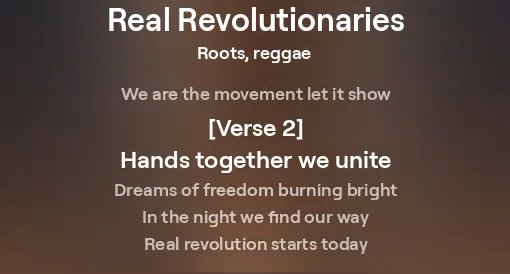 Real Revolutionaries
Roots, reggae
We are the movement let it show
[Verse 2]
Hands together we unite
Dreams of freedom burning bright
In the night we find our way
Real revolution starts today